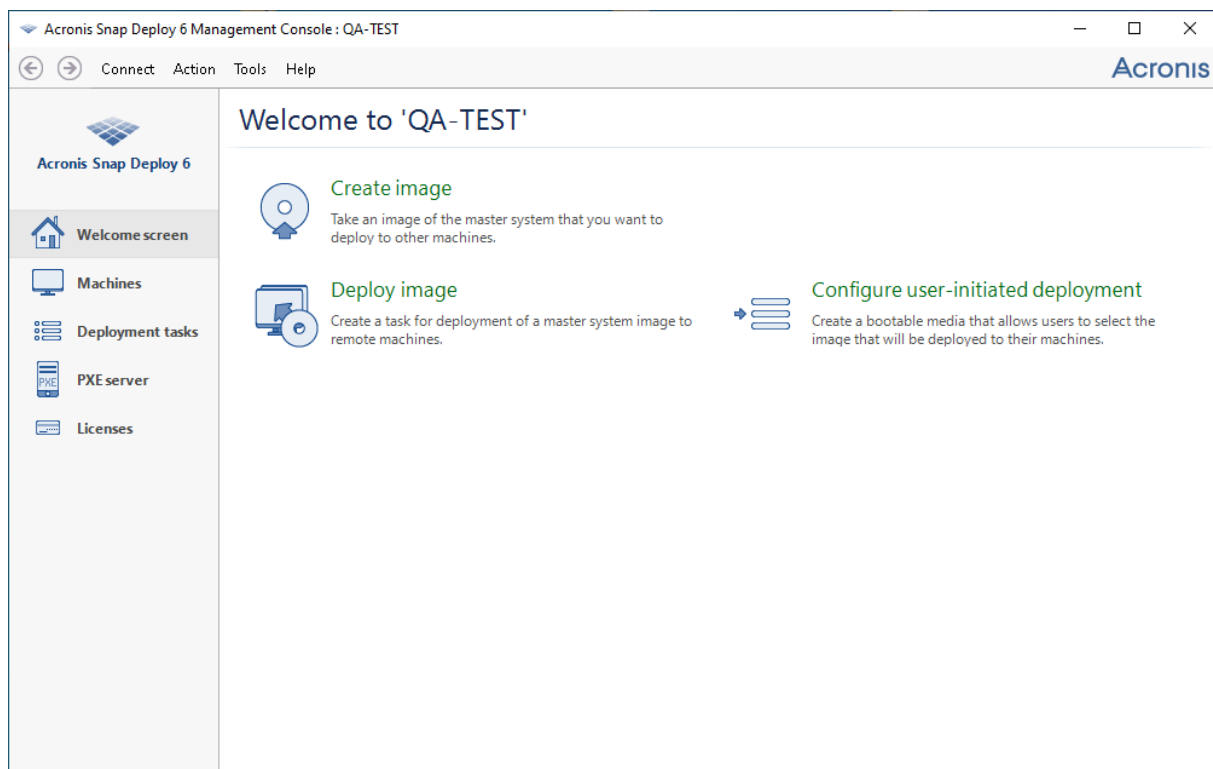 Acronis Snap Deploy 6 Management Console : QA-TEST
Connect Action Tools Help
Acronis
Acronis Snap Deploy 6
Welcome screen
Machines
Deployment tasks
PXE
PXE server
Licenses
Welcome to 'QA-TEST'
Create image
Take an image of the master system that you want to
deploy to other machines.
Deploy image
Create a task for deployment of a master system image to
remote machines.
Configure user-initiated deployment
Create a bootable media that allows users to select the
image that will be deployed to their machines.